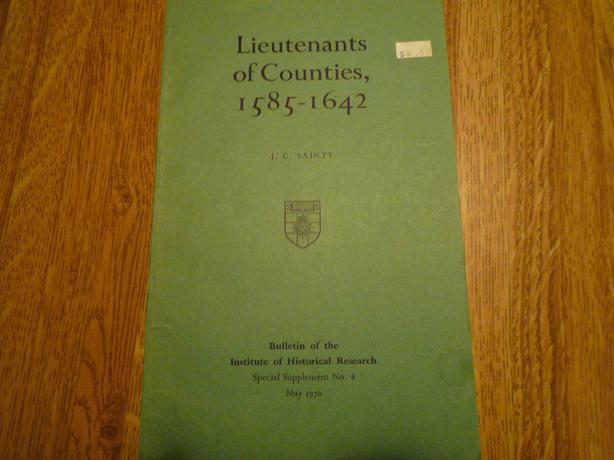 Lieutenants
of Counties,
1585-1642
J. C. SAINTY
Bulletin of the
Institute of Historical Research
Special Supplement No. 8
May 1970